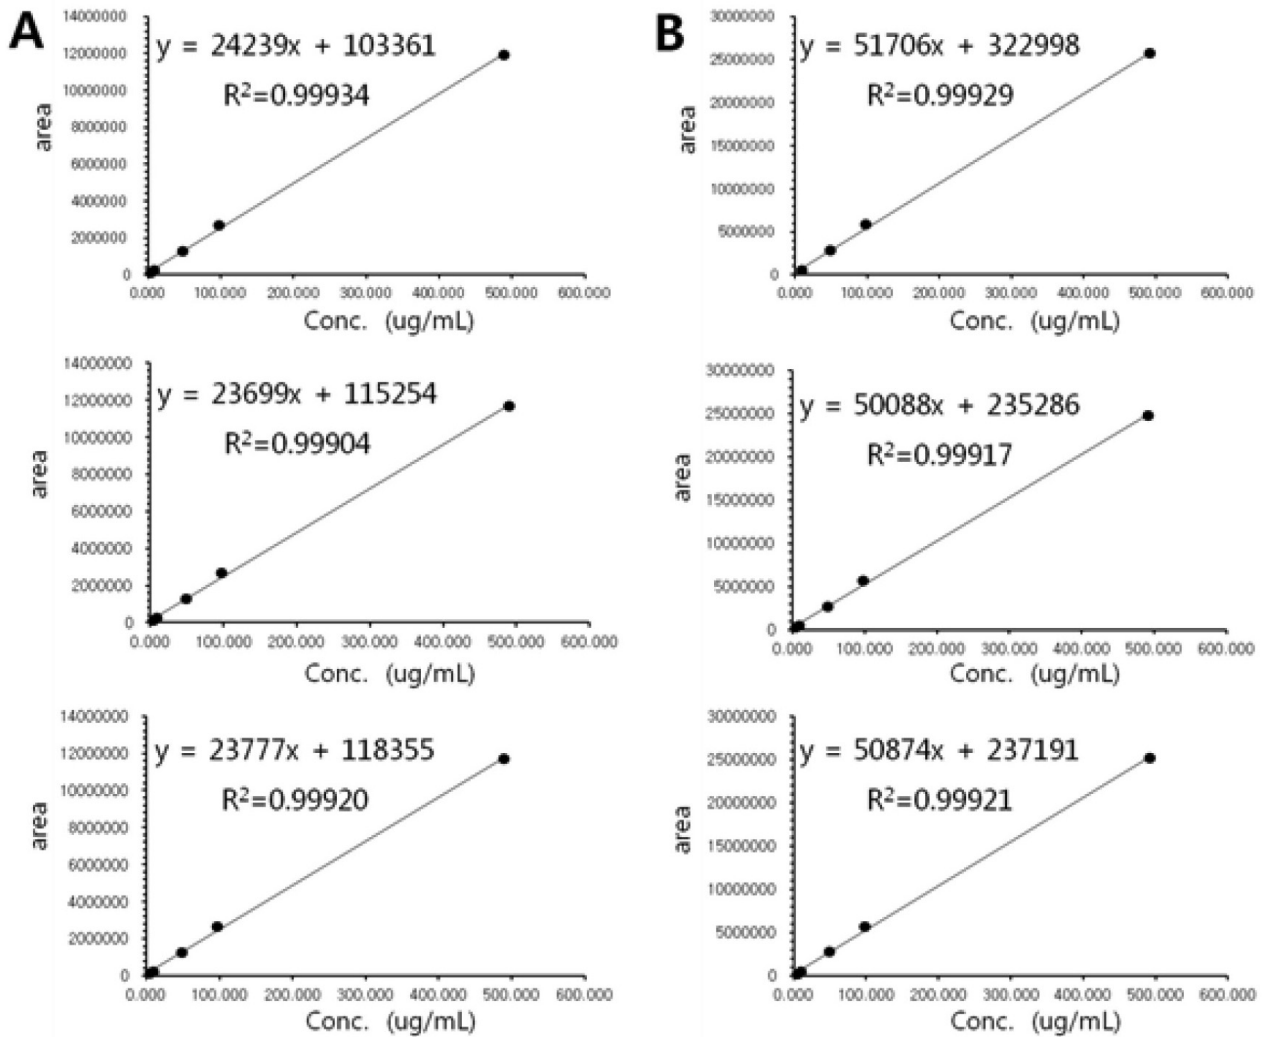 A
14000000
12000000
10000000
8000000
6000000
4000000
2000000
0
area
y = 24239x + 103361
R²=0.99934
0.000 100.000 200.000 300.000 400.000 500.000 600.000
Conc. (ug/mL)
14000000
12000000
10000000
8000000
6000000
4000000
2000000
0
area
y = 23699x + 115254
R²=0.99904
0.000 100.000 200.000 300.000 400.000 500.000 600.000
Conc. (ug/mL)
14000000
12000000
10000000
8000000
6000000
4000000
2000000
0
area
y = 23777x + 118355
R²=0.99920
0.000 100.000 200.000 300.000 400.000 500.000 600.000
Conc. (ug/mL)
B
30000000
25000000
20000000
15000000
10000000
5000000
0
area
y = 51706x + 322998
R²=0.99929
0.000 100.000 200.000 300.000 400.000 500.000 600.000
Conc. (ug/mL)
30000000
25000000
20000000
15000000
10000000
5000000
0
area
y = 50088x + 235286
R²=0.99917
0.000 100.000 200.000 300.000 400.000 500.000 600.000
Conc. (ug/mL)
30000000
25000000
20000000
15000000
10000000
5000000
0
area
y = 50874x + 237191
R²=0.99921
0.000 100.000 200.000 300.000 400.000 500.000 600.000
Conc. (ug/mL)